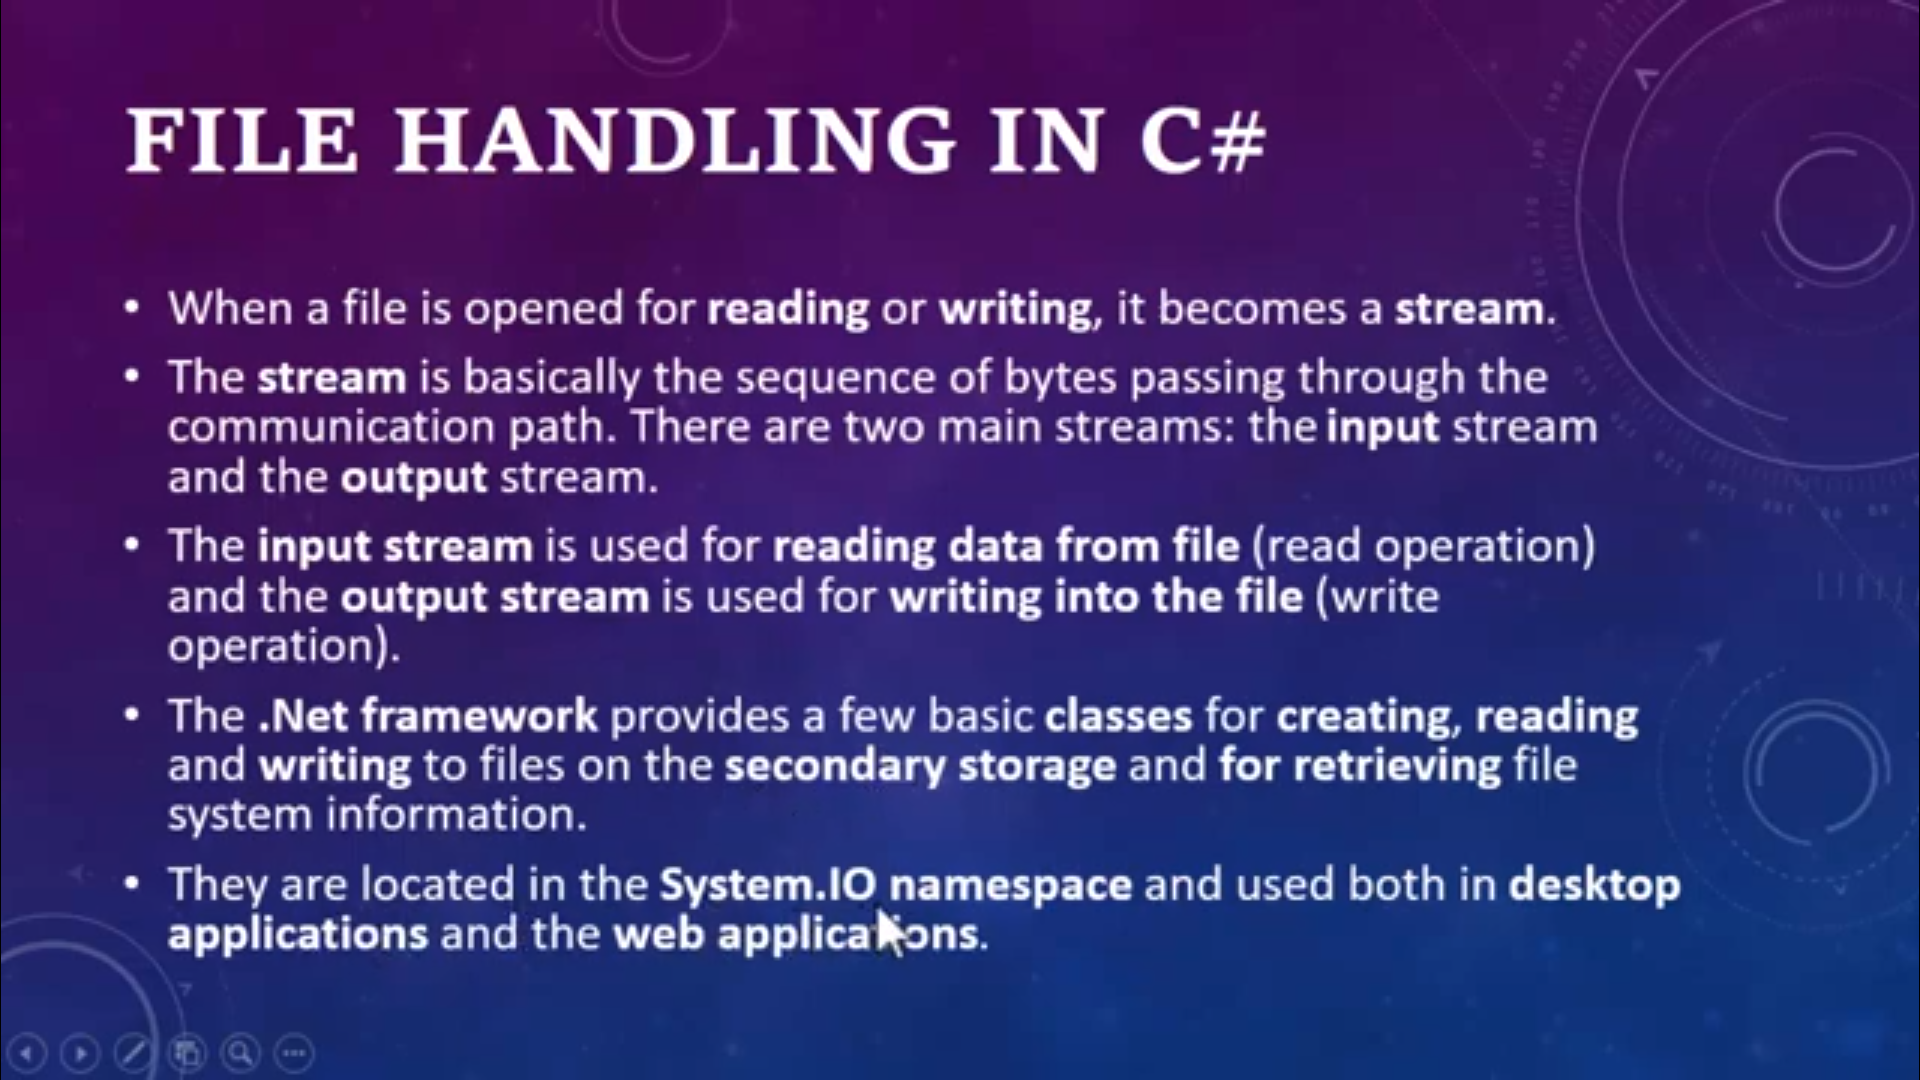 FILE HANDLING IN C#
• When a file is opened for reading or writing, it becomes a stream.
• The stream is basically the sequence of bytes passing through the
communication path. There are two main streams: the input stream
and the output stream.
• The input stream is used for reading data from file (read operation)
and the output stream is used for writing into the file (write
operation).
• The .Net framework provides a few basic classes for creating, reading
and writing to files on the secondary storage and for retrieving file
system information.
• They are located in the System.IO namespace and used both in desktop
applications and the web applications.